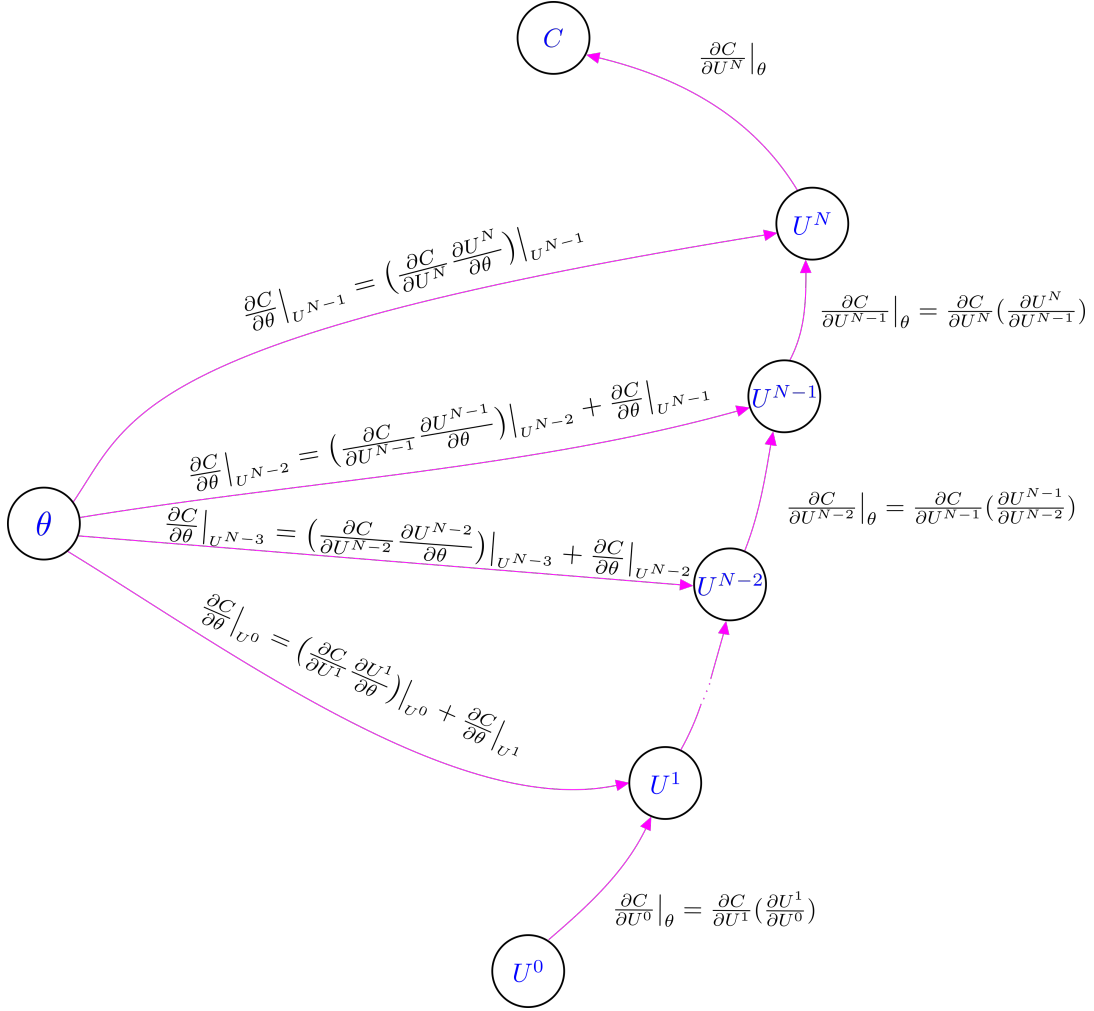 C
∂C/∂U^N |_θ
U^N
∂C/∂θ |_{U^{N−1}} = (∂C/∂U^N ∂U^N/∂θ)|_{U^{N−1}}
∂C/∂U^{N−1} |_θ = ∂C/∂U^N (∂U^N/∂U^{N−1})
U^{N−1}
∂C/∂θ |_{U^{N−2}} = (∂C/∂U^{N−1} ∂U^{N−1}/∂θ)|_{U^{N−2}} + ∂C/∂θ |_{U^{N−1}}
∂C/∂U^{N−2} |_θ = ∂C/∂U^{N−1} (∂U^{N−1}/∂U^{N−2})
θ
∂C/∂θ |_{U^{N−3}} = (∂C/∂U^{N−2} ∂U^{N−2}/∂θ)|_{U^{N−3}} + ∂C/∂θ |_{U^{N−2}}
U^{N−2}
∂C/∂θ |_{U^0} = (∂C/∂U^1 ∂U^1/∂θ)|_{U^0} + ∂C/∂θ |_{U^1}
U^1
∂C/∂U^0 |_θ = ∂C/∂U^1 (∂U^1/∂U^0)
U^0